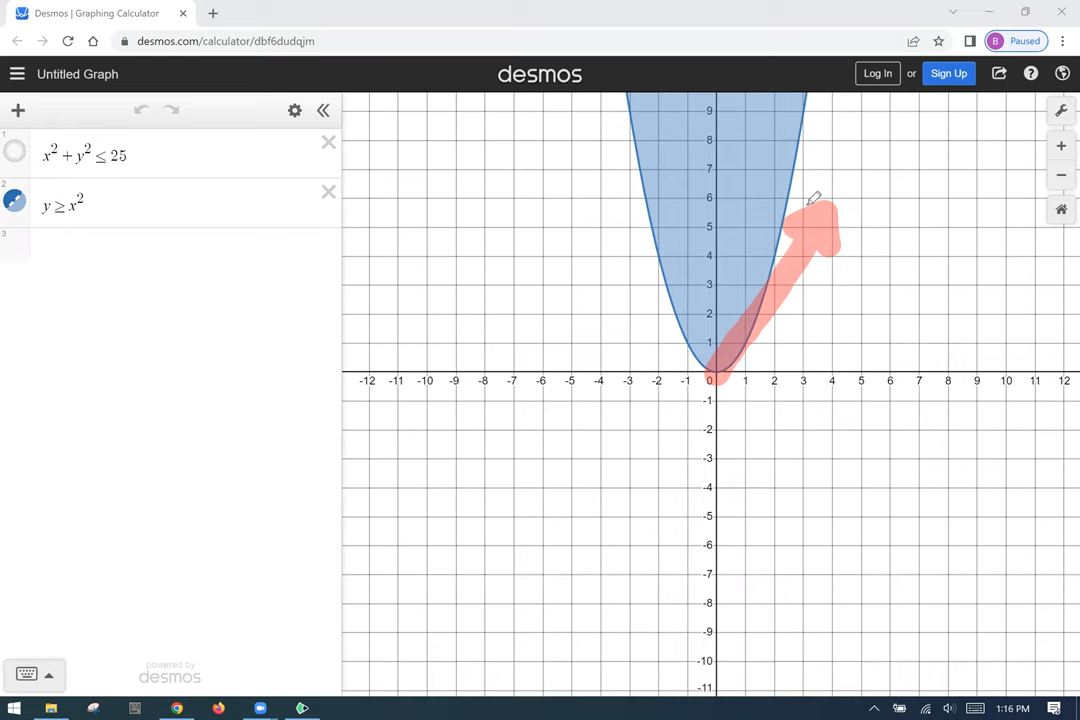 Desmos | Graphing Calculator
desmos.com/calculator/dbf6dudqjm
B Paused
Untitled Graph
desmos
Log In or Sign Up
1
x² + y² ≤ 25
2
y ≥ x²
3
9
8
7
6
5
4
3
2
1
-12 -11 -10 -9 -8 -7 -6 -5 -4 -3 -2 -1 0 1 2 3 4 5 6 7 8 9 10 11 12
-1
-2
-3
-4
-5
-6
-7
-8
-9
-10
-11
powered by
desmos
1:16 PM